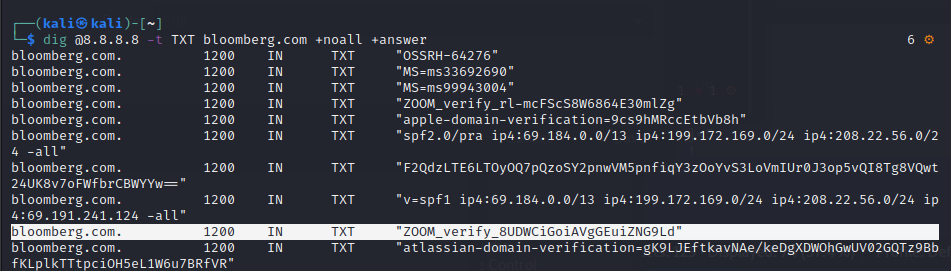 (kali㉿kali)-[~]
$ dig @8.8.8.8 -t TXT bloomberg.com +noall +answer 6
bloomberg.com. 1200 IN TXT "OSSRH-64276"
bloomberg.com. 1200 IN TXT "MS=ms33692690"
bloomberg.com. 1200 IN TXT "MS=ms99943004"
bloomberg.com. 1200 IN TXT "ZOOM_verify_rl-mcFScS8W6864E30mlZg"
bloomberg.com. 1200 IN TXT "apple-domain-verification=9cs9hMRccEtbVb8h"
bloomberg.com. 1200 IN TXT "spf2.0/pra ip4:69.184.0.0/13 ip4:199.172.169.0/24 ip4:208.22.56.0/2
4 -all"
bloomberg.com. 1200 IN TXT "F2QdzLTE6LTOyOQ7pQzoSY2pnwVM5pnfiqY3zOoYvS3LoVmIUr0J3op5vQI8Tg8VQwt
24UK8v7oFWfbrCBWYYw=="
bloomberg.com. 1200 IN TXT "v=spf1 ip4:69.184.0.0/13 ip4:199.172.169.0/24 ip4:208.22.56.0/24 ip
4:69.191.241.124 -all"
bloomberg.com. 1200 IN TXT "ZOOM_verify_8UDWCiGoiAVgGEuiZNG9Ld"
bloomberg.com. 1200 IN TXT "atlassian-domain-verification=gK9LJEftkavNAe/keDgXDWOhGwUV02GQTz9Bb
fKLplkTTtpciOH5eL1W6u7BRfVR"